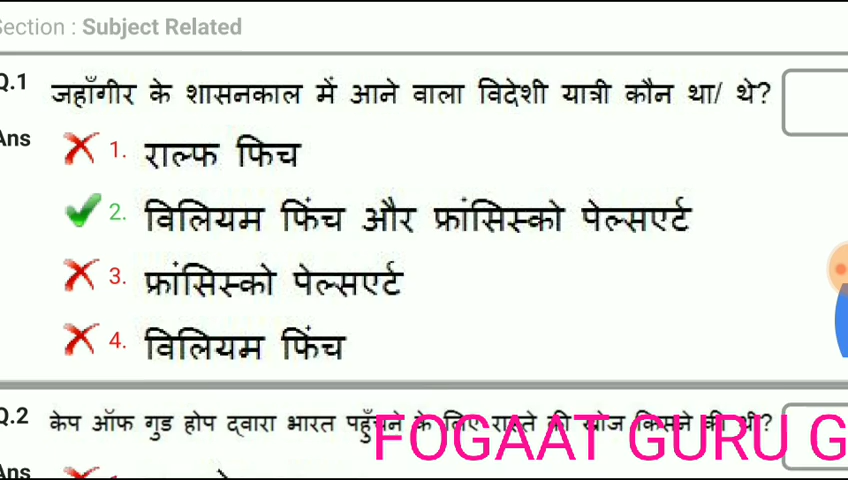 Section : Subject Related
Q.1 जहाँगीर के शासनकाल में आने वाला विदेशी यात्री कौन था/ थे?
Ans 1. राल्फ फिच
2. विलियम फिंच और फ्रांसिस्को पेल्सएर्ट
3. फ्रांसिस्को पेल्सएर्ट
4. विलियम फिंच
Q.2 केप ऑफ गुड होप द्वारा भारत पहुँचने के लिए रास्ते की खोज किसने की थी?
FOGAAT GURU G
Ans